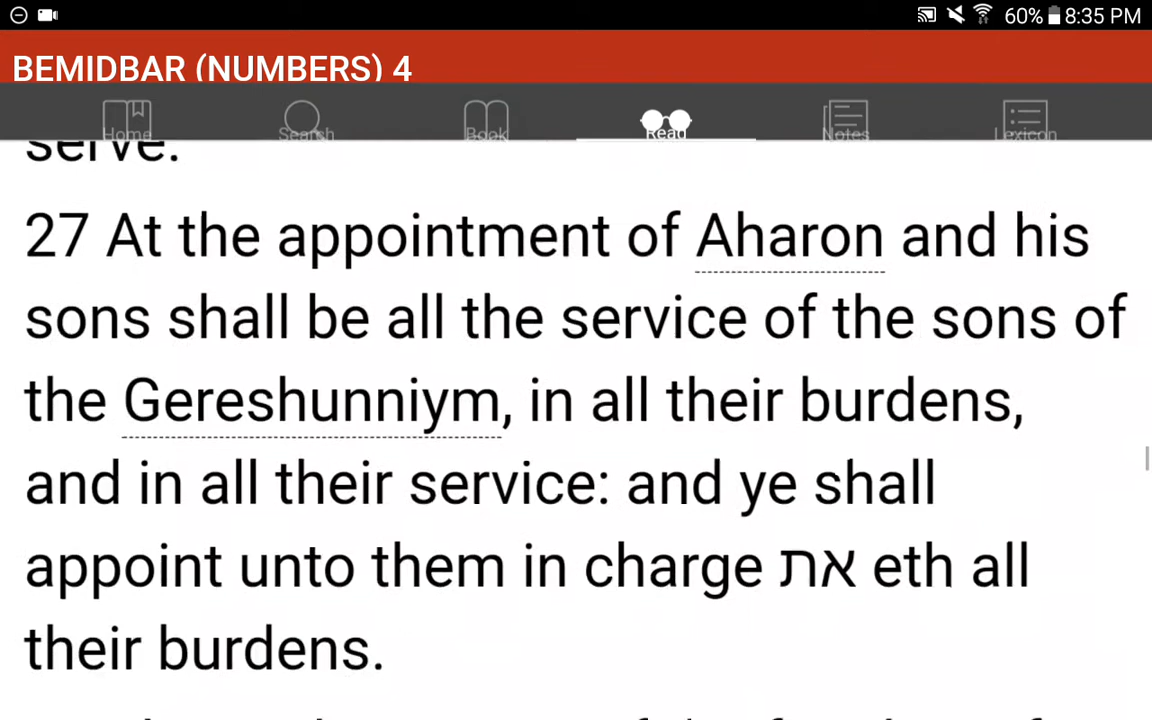 60% 8:35 PM
BEMIDBAR (NUMBERS) 4
Home Search Book Read Notes Lexicon
serve.
27 At the appointment of Aharon and his
sons shall be all the service of the sons of
the Gereshunniym, in all their burdens,
and in all their service: and ye shall
appoint unto them in charge את eth all
their burdens.